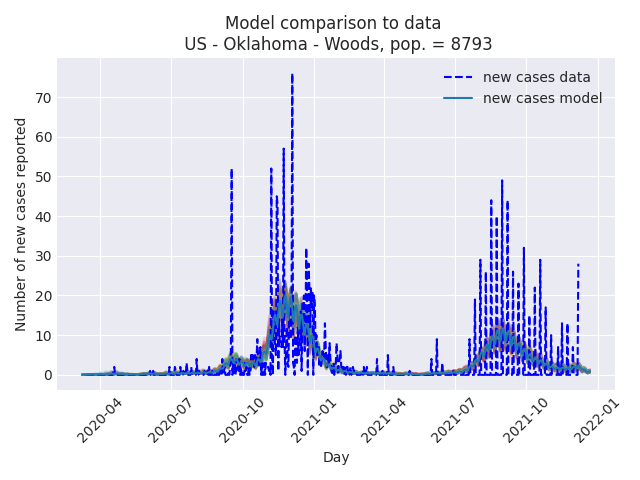 Model comparison to data
US - Oklahoma - Woods, pop. = 8793
new cases data
new cases model
Number of new cases reported
70
60
50
40
30
20
10
0
2020-04
2020-07
2020-10
2021-01
2021-04
2021-07
2021-10
2022-01
Day